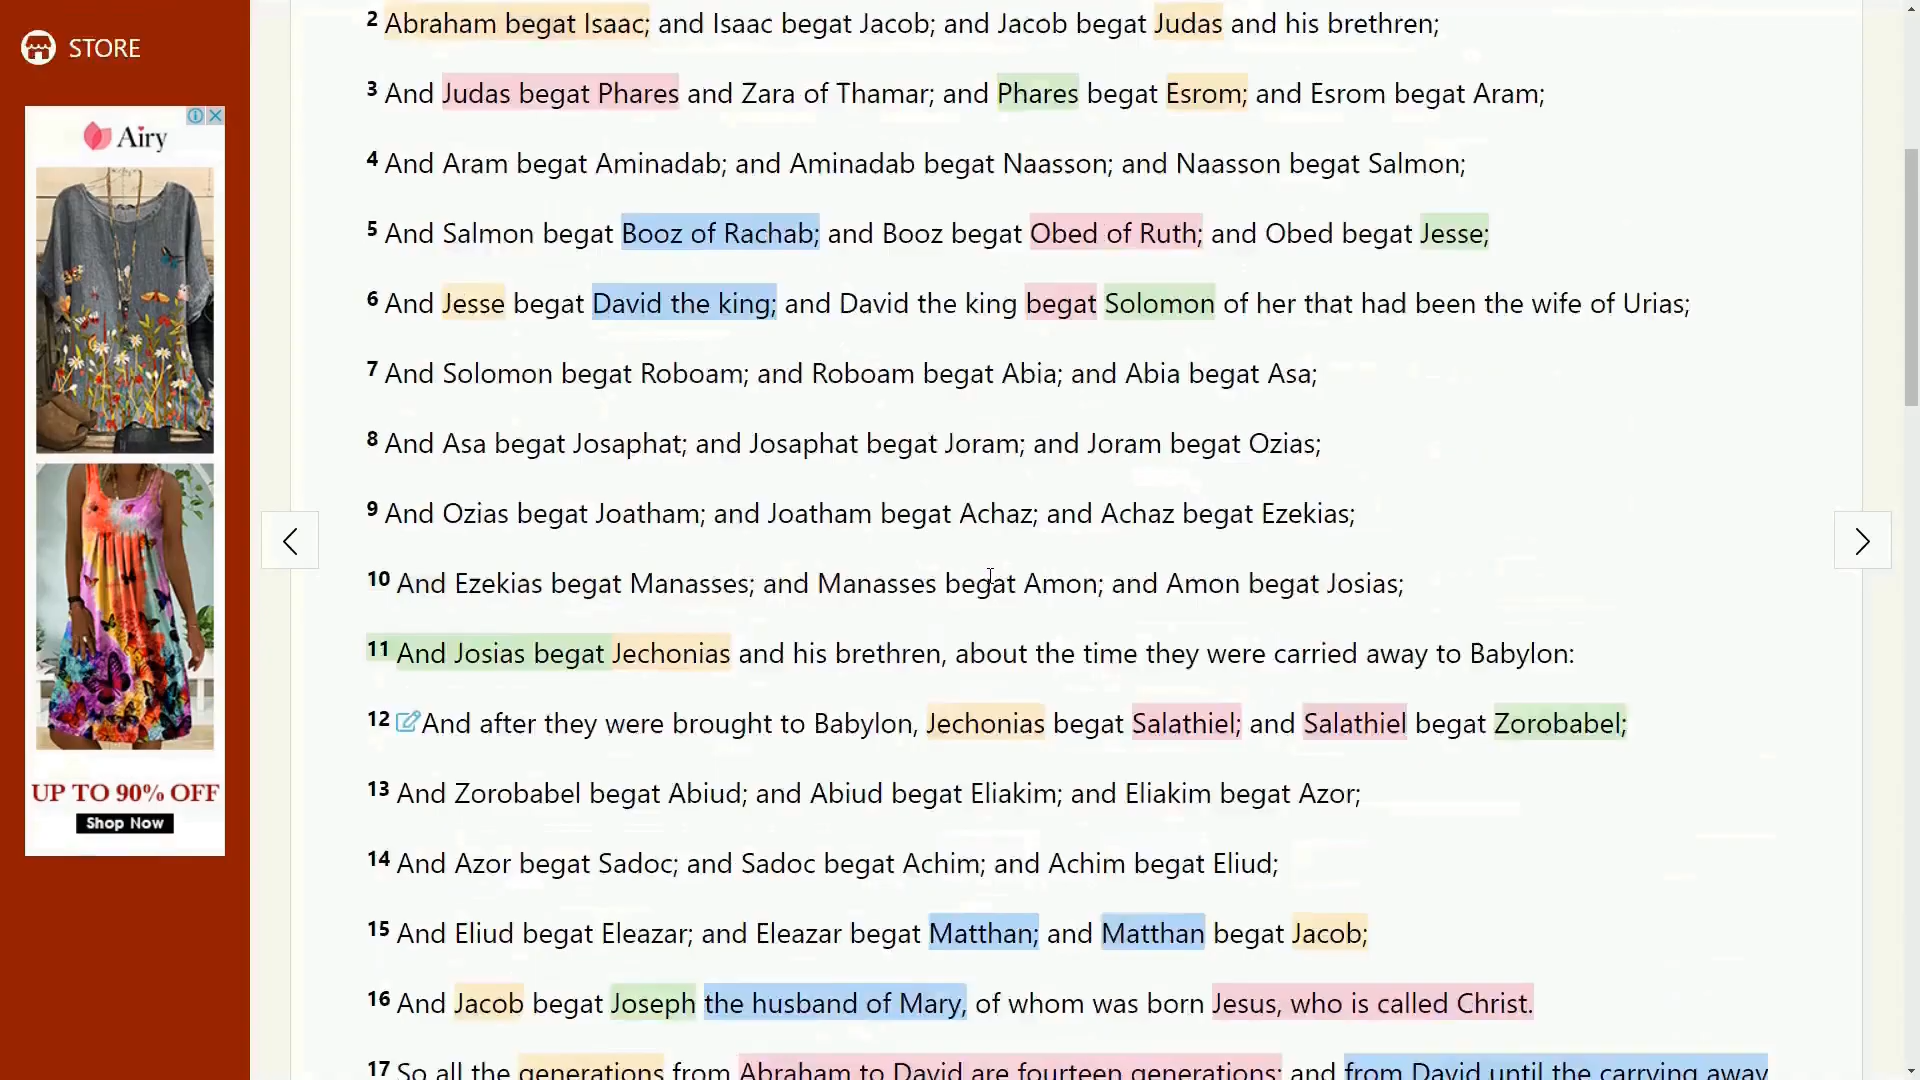 STORE
Airy
UP TO 90% OFF
Shop Now
2 Abraham begat Isaac; and Isaac begat Jacob; and Jacob begat Judas and his brethren;
3 And Judas begat Phares and Zara of Thamar; and Phares begat Esrom; and Esrom begat Aram;
4 And Aram begat Aminadab; and Aminadab begat Naasson; and Naasson begat Salmon;
5 And Salmon begat Booz of Rachab; and Booz begat Obed of Ruth; and Obed begat Jesse;
6 And Jesse begat David the king; and David the king begat Solomon of her that had been the wife of Urias;
7 And Solomon begat Roboam; and Roboam begat Abia; and Abia begat Asa;
8 And Asa begat Josaphat; and Josaphat begat Joram; and Joram begat Ozias;
9 And Ozias begat Joatham; and Joatham begat Achaz; and Achaz begat Ezekias;
10 And Ezekias begat Manasses; and Manasses begat Amon; and Amon begat Josias;
11 And Josias begat Jechonias and his brethren, about the time they were carried away to Babylon:
12 And after they were brought to Babylon, Jechonias begat Salathiel; and Salathiel begat Zorobabel;
13 And Zorobabel begat Abiud; and Abiud begat Eliakim; and Eliakim begat Azor;
14 And Azor begat Sadoc; and Sadoc begat Achim; and Achim begat Eliud;
15 And Eliud begat Eleazar; and Eleazar begat Matthan; and Matthan begat Jacob;
16 And Jacob begat Joseph the husband of Mary, of whom was born Jesus, who is called Christ.
17 So all the generations from Abraham to David are fourteen generations; and from David until the carrying away